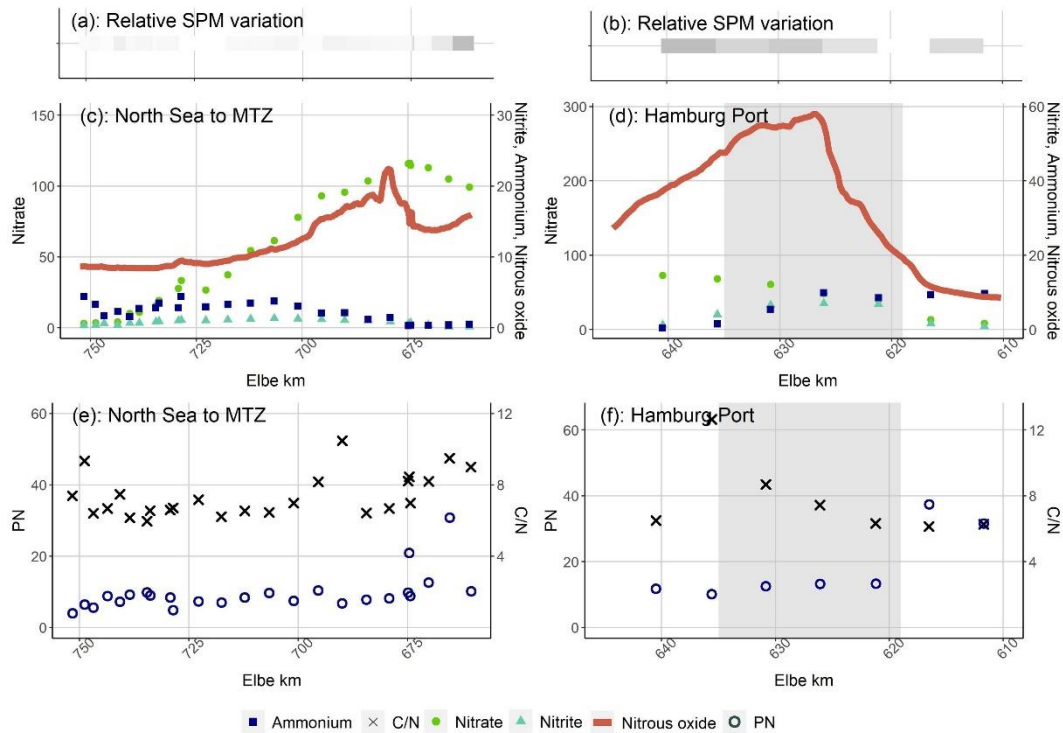 (a): Relative SPM variation
(b): Relative SPM variation
(c): North Sea to MTZ
150
100
50
0
Nitrate
30
20
10
0
Nitrite, Ammonium, Nitrous oxide
750
725
700
675
Elbe km
(d): Hamburg Port
300
200
100
0
Nitrate
60
40
20
0
Nitrite, Ammonium, Nitrous oxide
640
630
620
610
Elbe km
(e): North Sea to MTZ
60
40
20
0
PN
12
8
4
C/N
750
725
700
675
Elbe km
(f): Hamburg Port
60
40
20
0
PN
12
8
4
C/N
640
630
620
610
Elbe km
Ammonium C/N Nitrate Nitrite Nitrous oxide PN